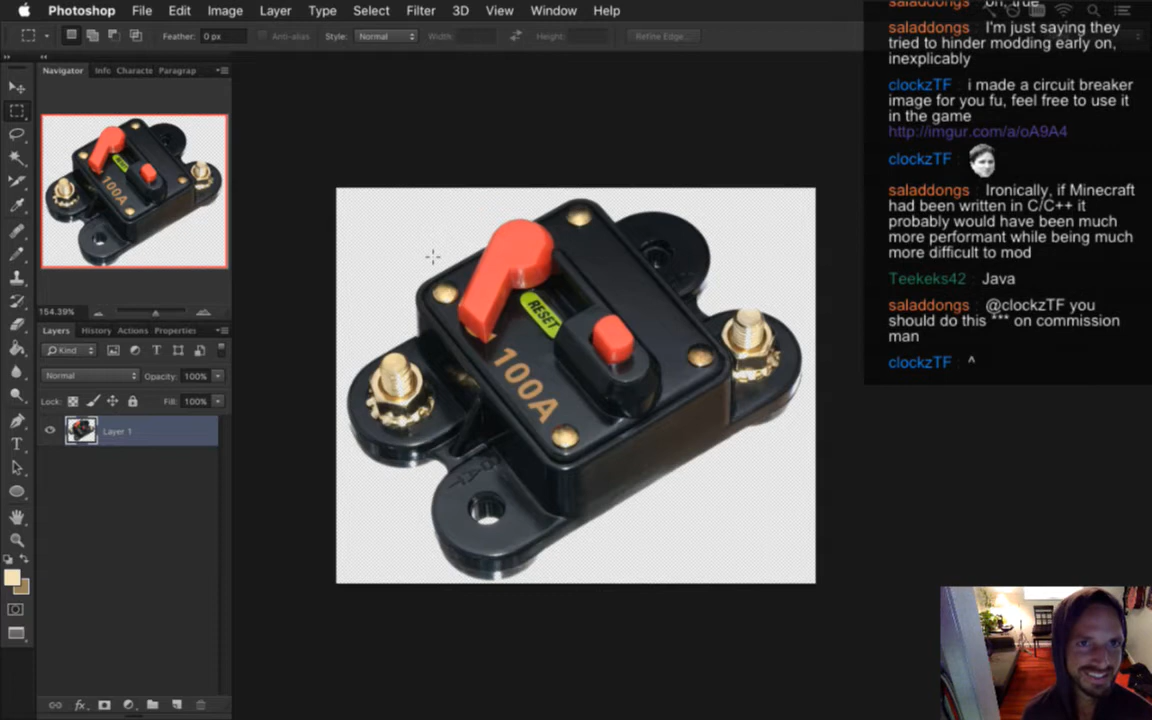 Photoshop File Edit Image Layer Type Select Filter 3D View Window Help
Feather: 0 px Anti-alias Style: Normal Width: Height: Refine Edge...
Navigator Info Characte Paragrap
100A
154.39%
Layers History Actions Properties
Kind
Normal Opacity: 100%
Lock: Fill: 100%
Layer 1
RESET
100A
BAT
saladdongs : oh, true
saladdongs : I'm just saying they
tried to hinder modding early on,
inexplicably
clockzTF : i made a circuit breaker
image for you fu, feel free to use it
in the game
http://imgur.com/a/oA9A4
clockzTF :
saladdongs : Ironically, if Minecraft
had been written in C/C++ it
probably would have been much
more performant while being much
more difficult to mod
Teekeks42 : Java
saladdongs : @clockzTF you
should do this *** on commission
man
clockzTF : ^